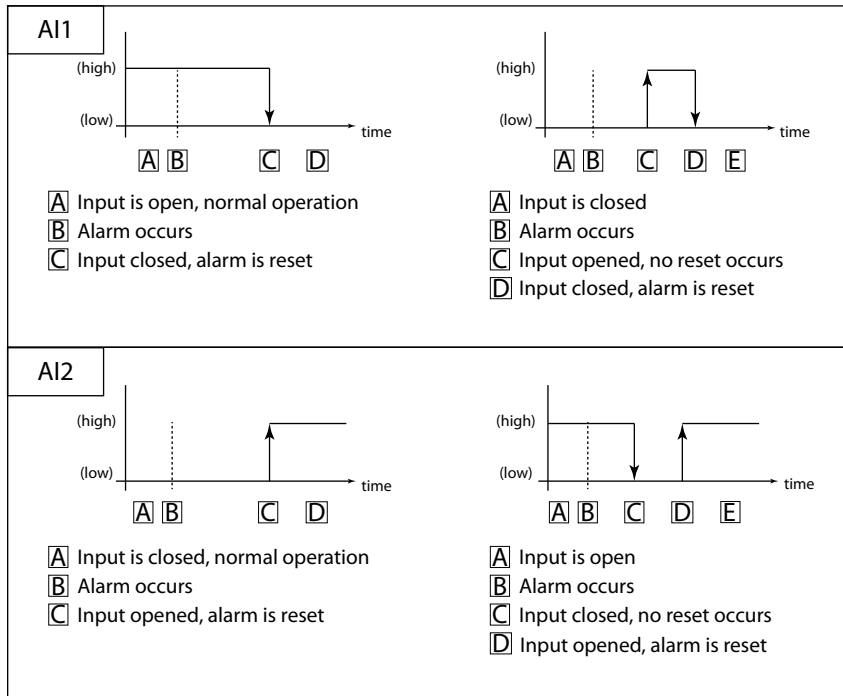 AI1
(high)
(low)
time
A B C D
A Input is open, normal operation
B Alarm occurs
C Input closed, alarm is reset
(high)
(low)
time
A B C D E
A Input is closed
B Alarm occurs
C Input opened, no reset occurs
D Input closed, alarm is reset
AI2
(high)
(low)
time
A B C D
A Input is closed, normal operation
B Alarm occurs
C Input opened, alarm is reset
(high)
(low)
time
A B C D E
A Input is open
B Alarm occurs
C Input closed, no reset occurs
D Input opened, alarm is reset